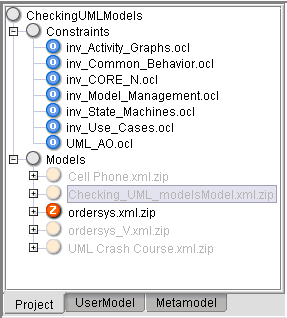 CheckingUMLModels
Constraints
inv_Activity_Graphs.ocl
inv_Common_Behavior.ocl
inv_CORE_N.ocl
inv_Model_Management.ocl
inv_State_Machines.ocl
inv_Use_Cases.ocl
UML_AO.ocl
Models
Cell Phone.xml.zip
Checking_UML_modelsModel.xml.zip
ordersys.xml.zip
ordersys_V.xml.zip
UML Crash Course.xml.zip
Project UserModel Metamodel